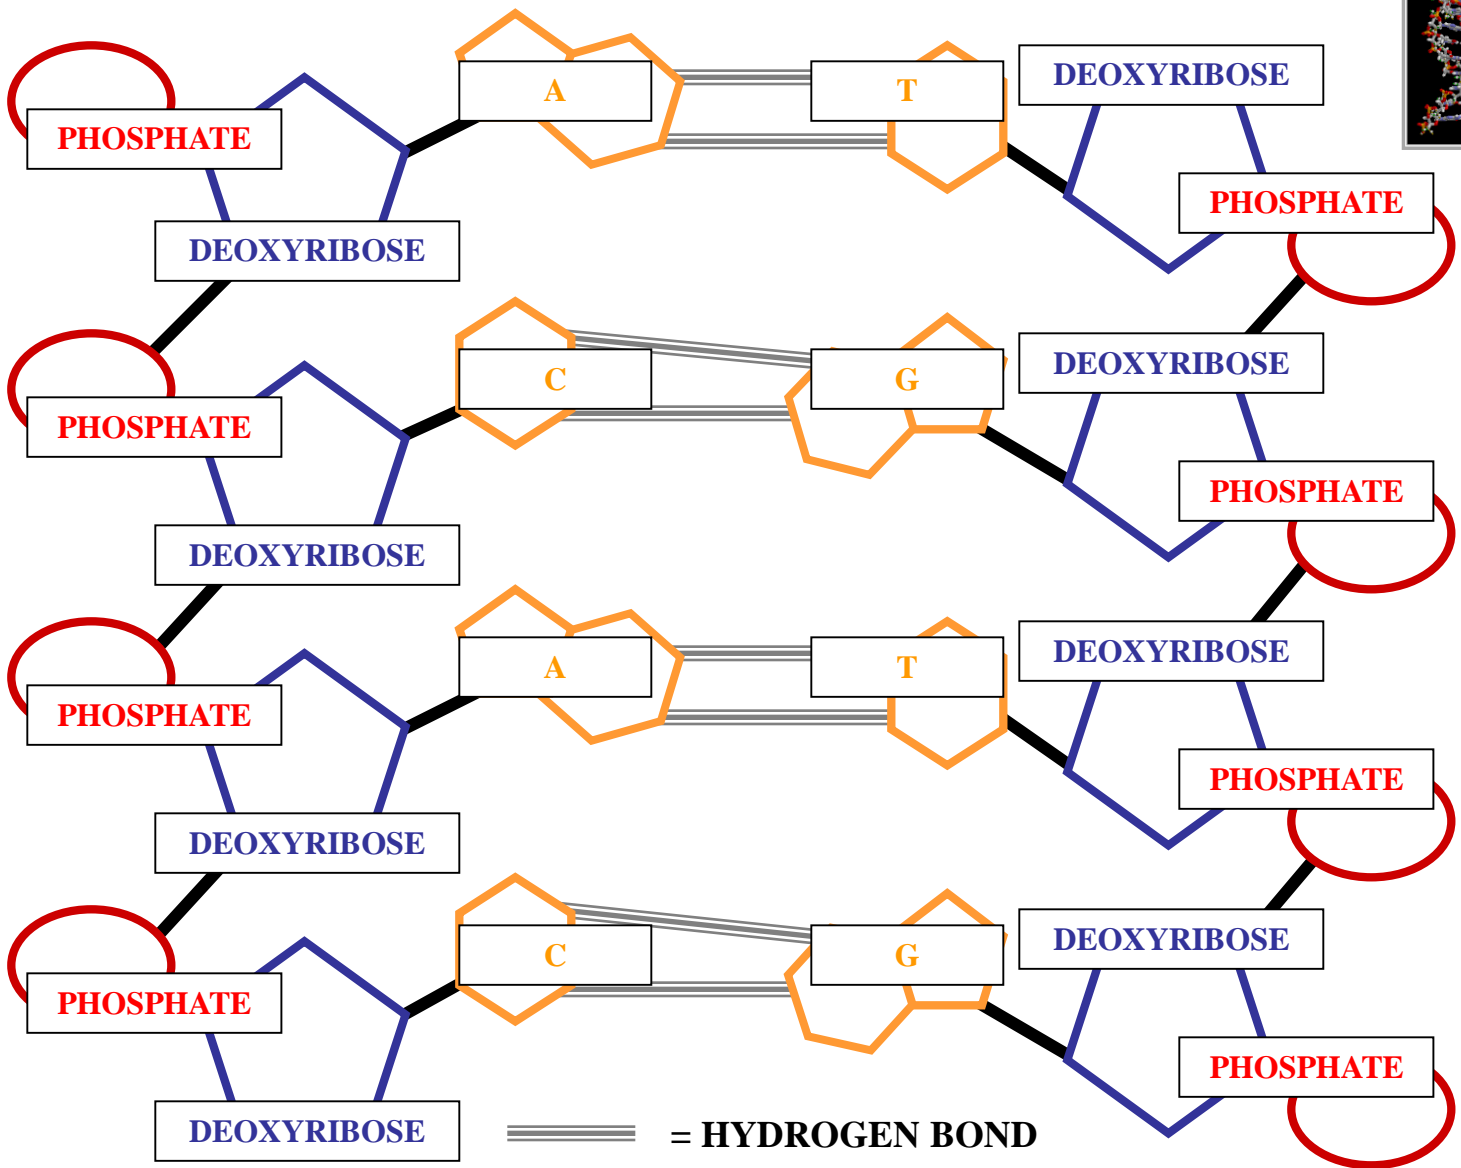 A T DEOXYRIBOSE
PHOSPHATE
PHOSPHATE
DEOXYRIBOSE
DEOXYRIBOSE
C G
PHOSPHATE
PHOSPHATE
DEOXYRIBOSE
DEOXYRIBOSE
A T
PHOSPHATE
PHOSPHATE
DEOXYRIBOSE
DEOXYRIBOSE
C G
PHOSPHATE
PHOSPHATE
DEOXYRIBOSE
= HYDROGEN BOND